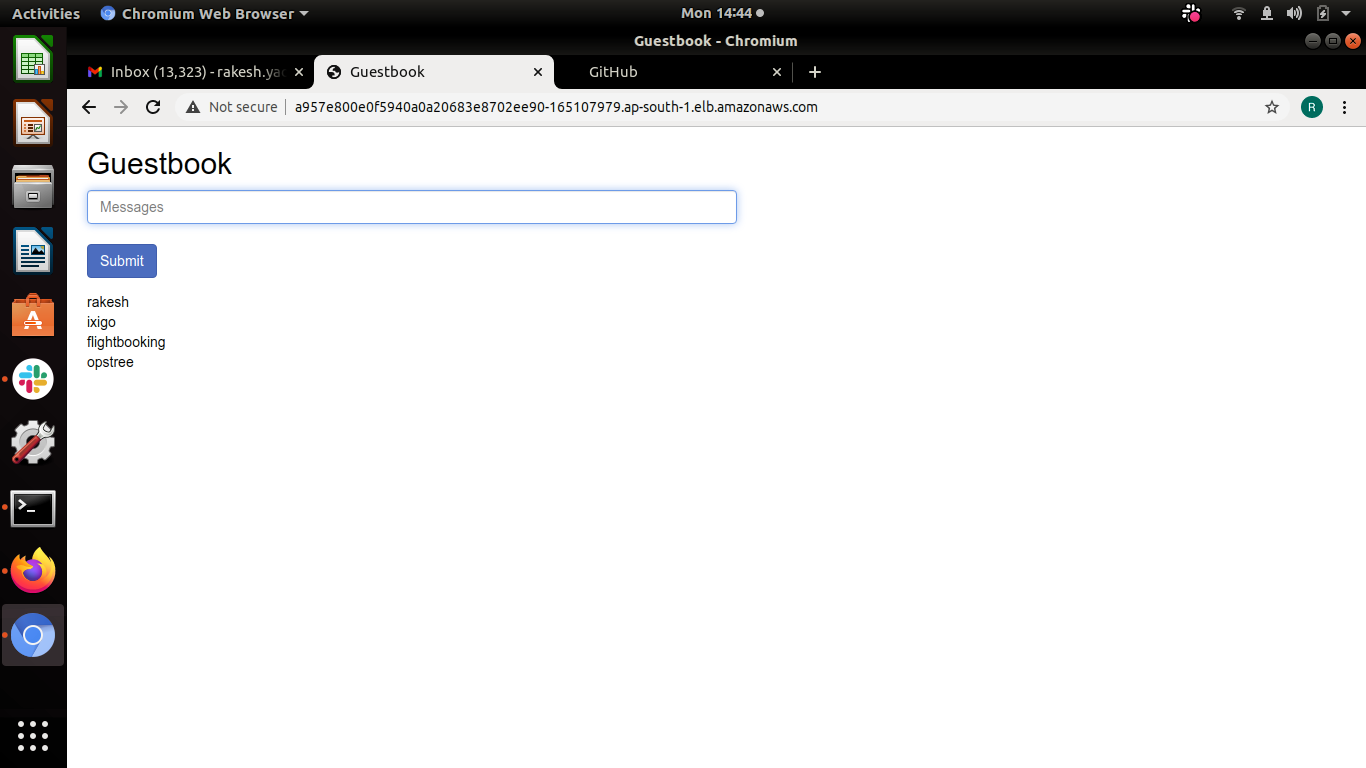 Activities Chromium Web Browser Mon 14:44
Guestbook - Chromium
Inbox (13,323) - rakesh.ya Guestbook GitHub
Not secure a957e800e0f5940a0a20683e8702ee90-165107979.ap-south-1.elb.amazonaws.com R
Guestbook
Messages
Submit
rakesh
ixigo
flightbooking
opstree